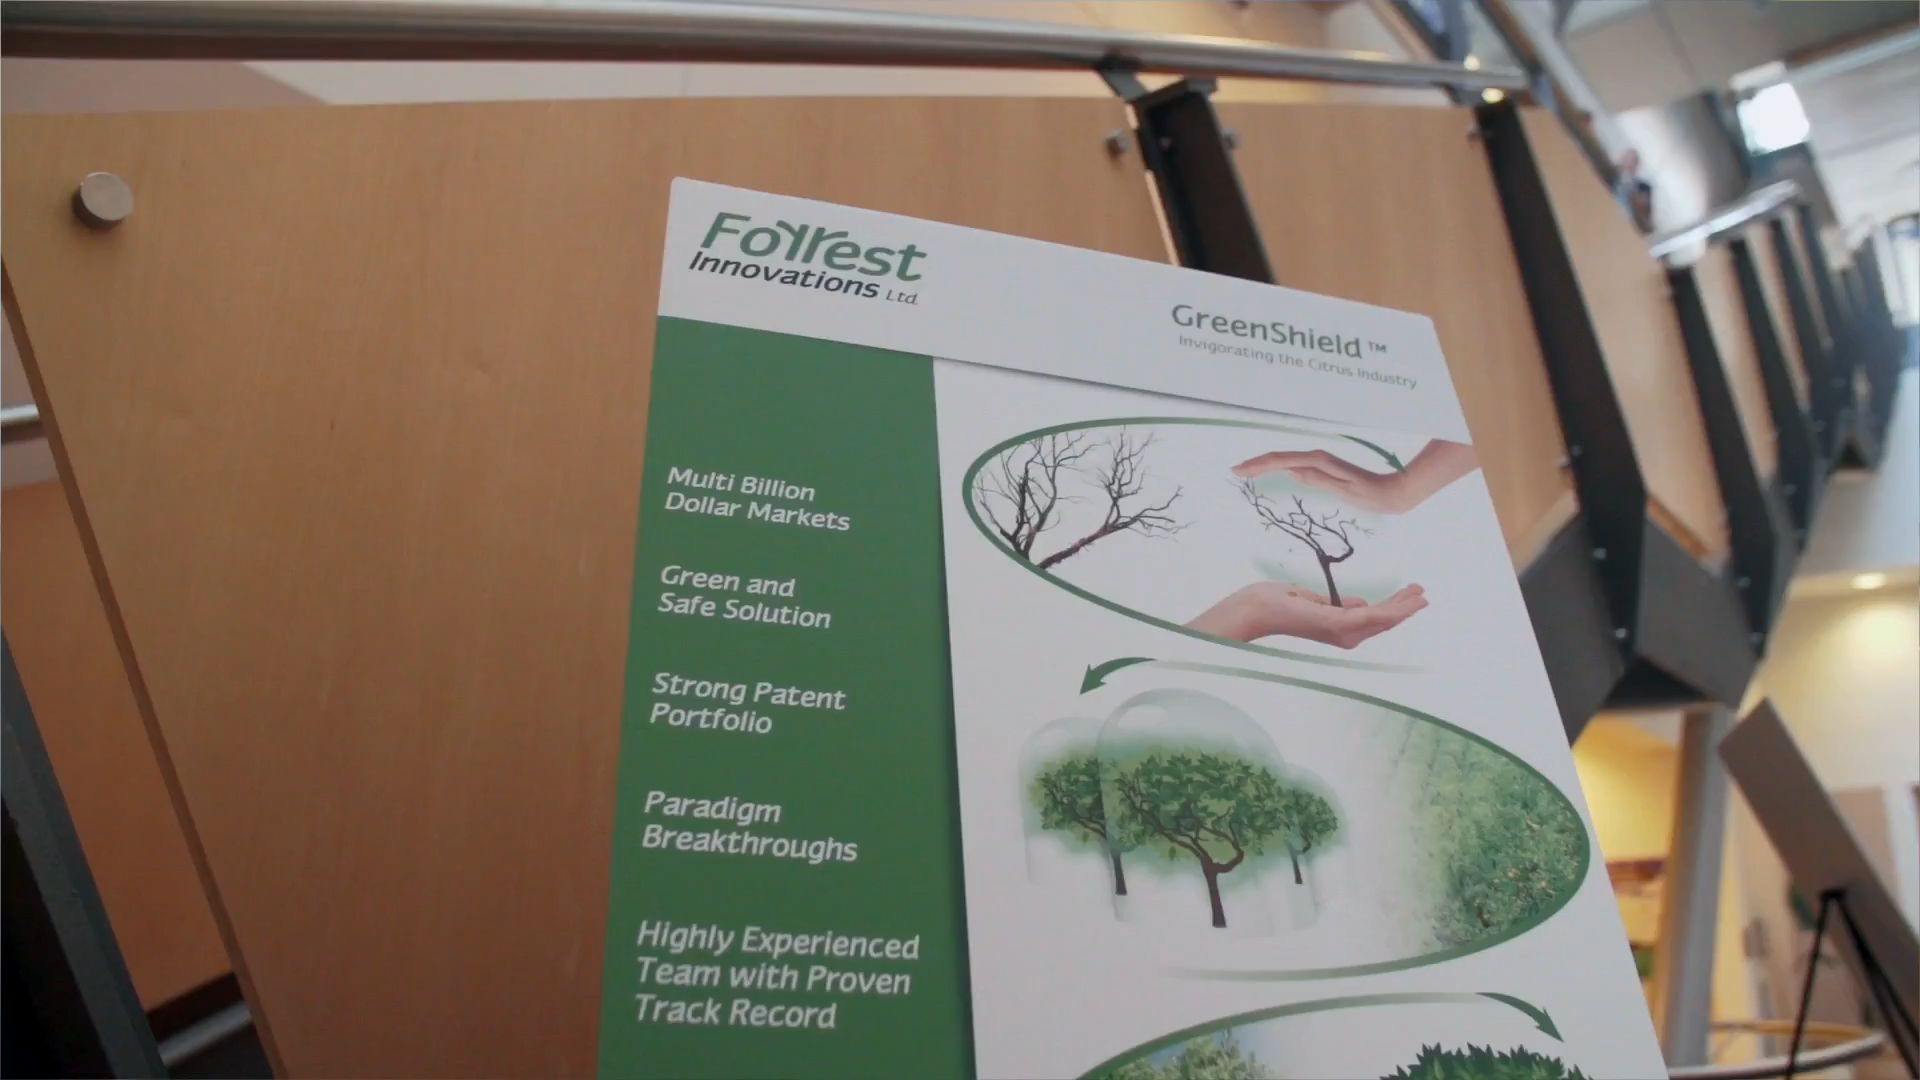 Forrest
Innovations Ltd.
GreenShield™
Invigorating the Citrus Industry
Multi Billion
Dollar Markets
Green and
Safe Solution
Strong Patent
Portfolio
Paradigm
Breakthroughs
Highly Experienced
Team with Proven
Track Record